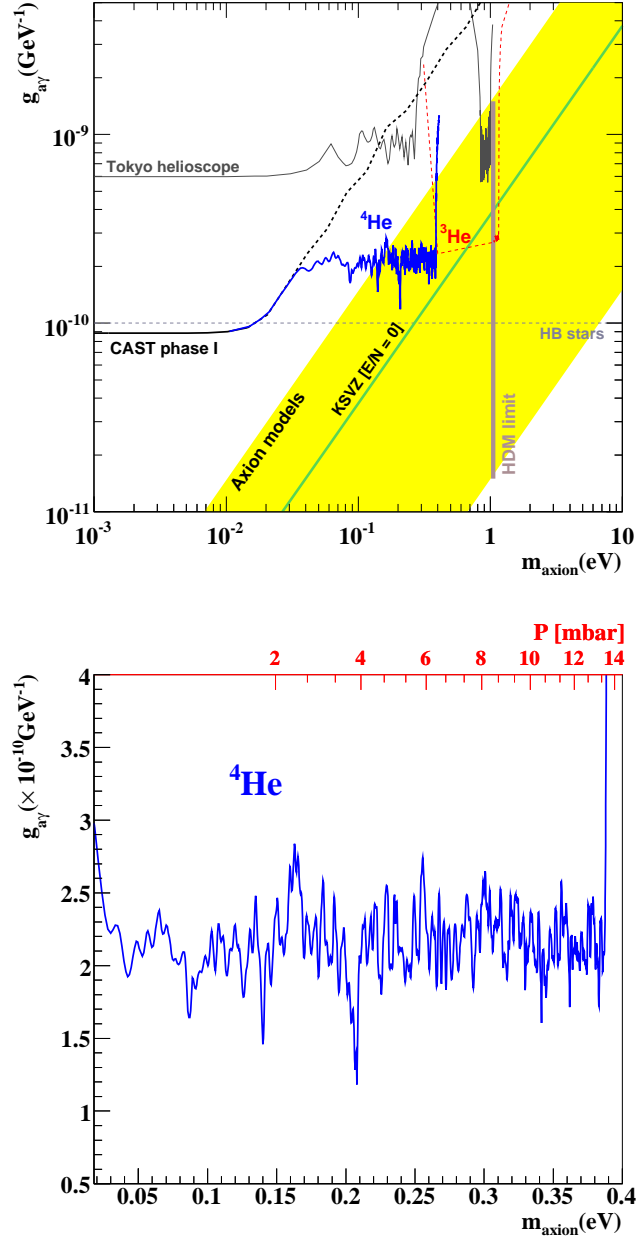 g_aγ(GeV⁻¹)
10⁻⁹
Tokyo helioscope
⁴He
³He
10⁻¹⁰
HB stars
CAST phase I
KSVZ [E/N = 0]
Axion models
HDM limit
10⁻¹¹
10⁻³ 10⁻² 10⁻¹ 1 10
m_axion(eV)
P [mbar]
2 4 6 8 10 12 14
g_aγ(× 10⁻¹⁰GeV⁻¹)
4
3.5
⁴He
3
2.5
2
1.5
1
0.5
0.05 0.1 0.15 0.2 0.25 0.3 0.35 0.4
m_axion(eV)